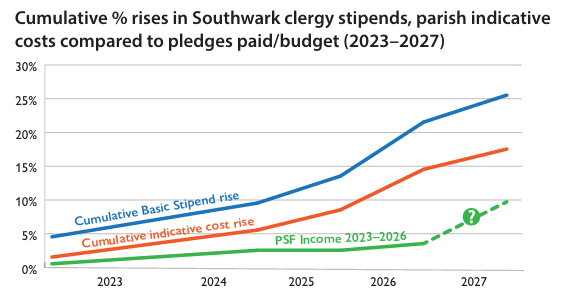 Cumulative % rises in Southwark clergy stipends, parish indicative
costs compared to pledges paid/budget (2023–2027)
30%
25%
20%
15%
10%
5%
0%
Cumulative Basic Stipend rise
Cumulative indicative cost rise
PSF Income 2023–2026
?
2023 2024 2025 2026 2027